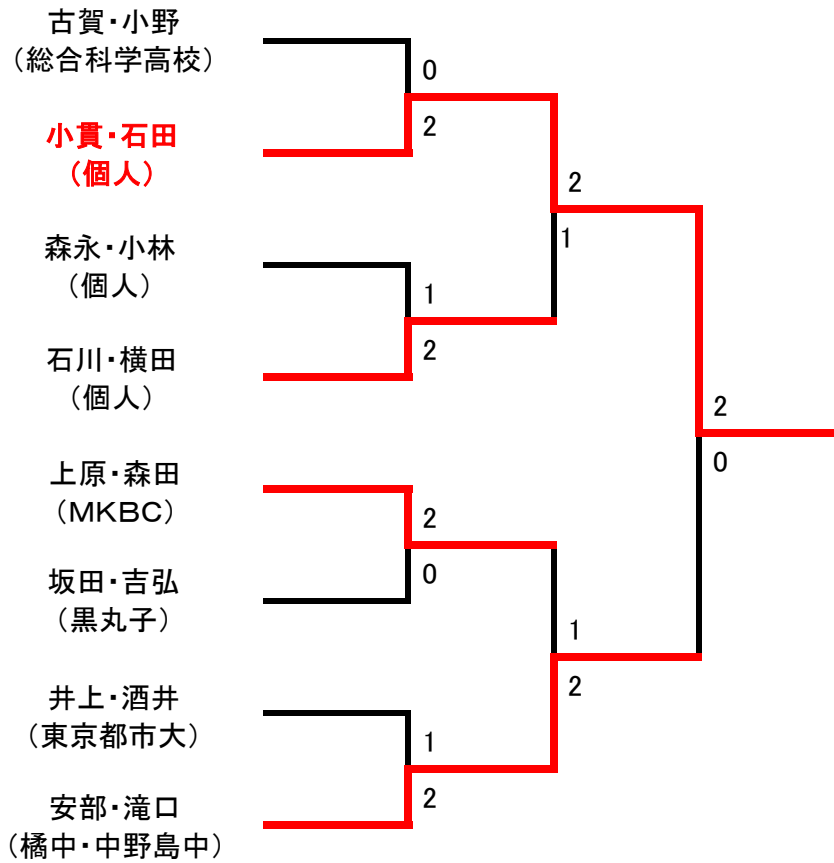 古賀・小野
（総合科学高校）
0
2
小貫・石田
（個人）
2
1
森永・小林
（個人）
1
2
石川・横田
（個人）
2
0
上原・森田
（MKBC）
2
0
坂田・吉弘
（黒丸子）
1
2
井上・酒井
（東京都市大）
1
2
安部・滝口
（橘中・中野島中）